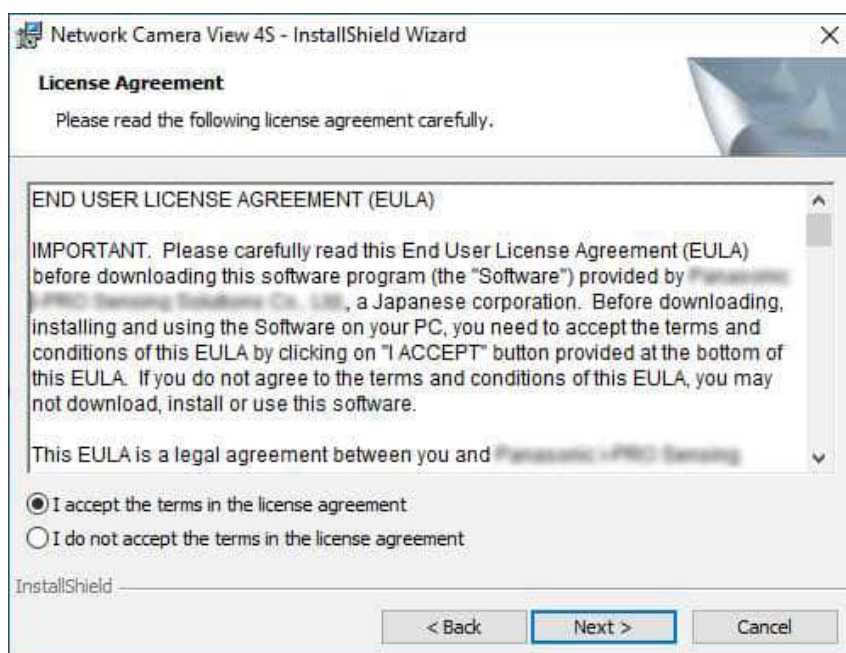 Network Camera View 4S - InstallShield Wizard
License Agreement
Please read the following license agreement carefully.
END USER LICENSE AGREEMENT (EULA)
IMPORTANT.  Please carefully read this End User License Agreement (EULA)
before downloading this software program (the "Software") provided by
, a Japanese corporation.  Before downloading,
installing and using the Software on your PC, you need to accept the terms and
conditions of this EULA by clicking on "I ACCEPT" button provided at the bottom of
this EULA.  If you do not agree to the terms and conditions of this EULA, you may
not download, install or use this software.
This EULA is a legal agreement between you and
I accept the terms in the license agreement
I do not accept the terms in the license agreement
InstallShield
< Back
Next >
Cancel